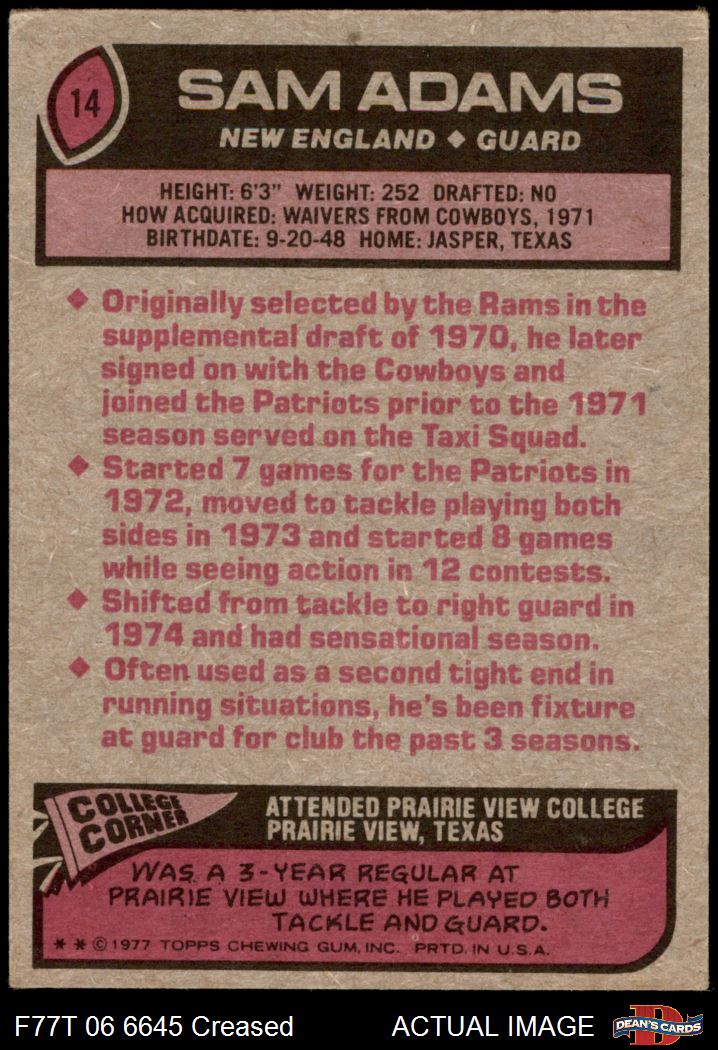 14
SAM ADAMS
NEW ENGLAND ♦ GUARD
HEIGHT: 6'3" WEIGHT: 252 DRAFTED: NO
HOW ACQUIRED: WAIVERS FROM COWBOYS, 1971
BIRTHDATE: 9-20-48 HOME: JASPER, TEXAS
♦ Originally selected by the Rams in the
supplemental draft of 1970, he later
signed on with the Cowboys and
joined the Patriots prior to the 1971
season served on the Taxi Squad.
♦ Started 7 games for the Patriots in
1972, moved to tackle playing both
sides in 1973 and started 8 games
while seeing action in 12 contests.
♦ Shifted from tackle to right guard in
1974 and had sensational season.
♦ Often used as a second tight end in
running situations, he's been fixture
at guard for club the past 3 seasons.
COLLEGE
CORNER
ATTENDED PRAIRIE VIEW COLLEGE
PRAIRIE VIEW, TEXAS
WAS A 3-YEAR REGULAR AT
PRAIRIE VIEW WHERE HE PLAYED BOTH
TACKLE AND GUARD.
* * © 1977 TOPPS CHEWING GUM, INC. PRTD. IN U.S.A.
F77T 06 6645 Creased
ACTUAL IMAGE
D
DEAN'S CARDS